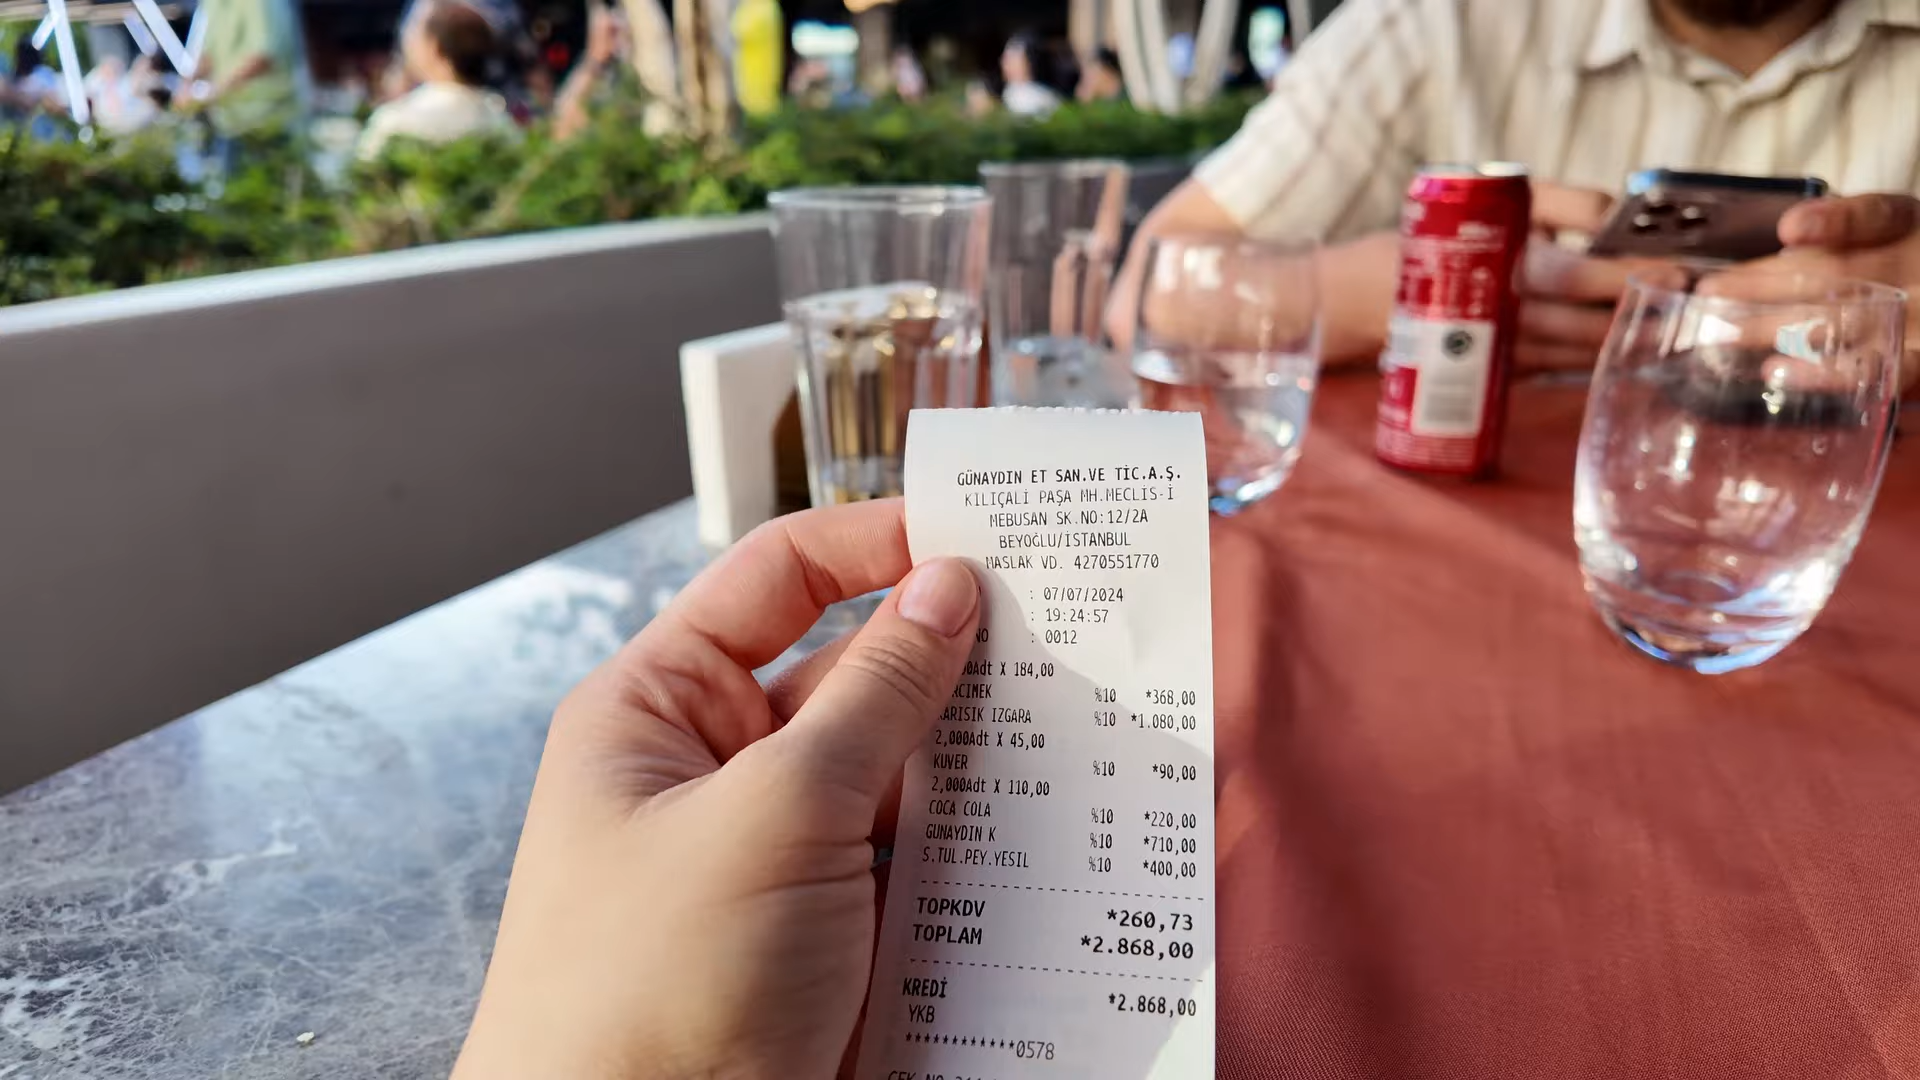 GÜNAYDIN ET SAN.VE TİC.A.Ş.
KILIÇALİ PAŞA MH.MECLİS-İ
MEBUSAN SK.NO:12/2A
BEYOĞLU/İSTANBUL
MASLAK VD. 4270551770
: 07/07/2024
: 19:24:57
NO : 0012
0Adt X 184,00
RCIMEK %10 *368,00
KARISIK IZGARA %10 *1.080,00
2,000Adt X 45,00
KUVER %10 *90,00
2,000Adt X 110,00
COCA COLA %10 *220,00
GUNAYDIN K %10 *710,00
S.TUL.PEY.YESIL %10 *400,00
TOPKDV *260,73
TOPLAM *2.868,00
KREDİ *2.868,00
YKB
************0578